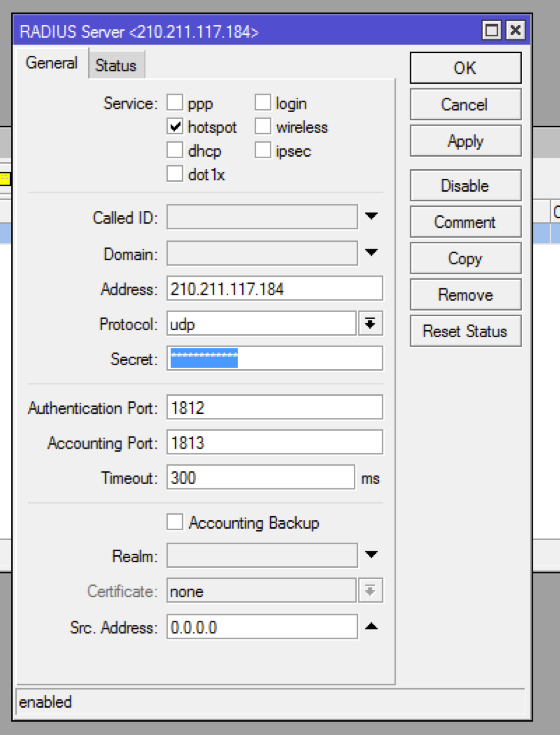 RADIUS Server <210.211.117.184>
General Status
OK
Cancel
Apply
Disable
Comment
Copy
Remove
Reset Status
Service: ppp login
hotspot wireless
dhcp ipsec
dot1x
Called ID:
Domain:
Address: 210.211.117.184
Protocol: udp
Secret: ************
Authentication Port: 1812
Accounting Port: 1813
Timeout: 300 ms
Accounting Backup
Realm:
Certificate: none
Src. Address: 0.0.0.0
enabled